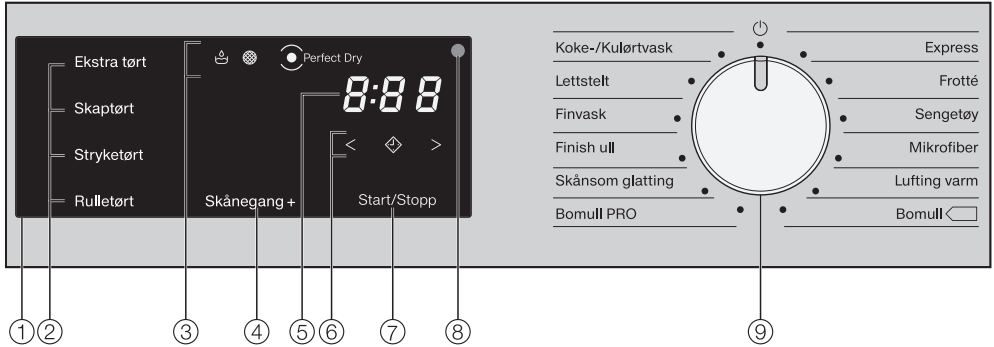 Ekstra tørt
Skaptørt
Stryketørt
Rulletørt
Perfect Dry
8:88
< >
Skånegang +
Start/Stopp
Koke-/Kulørtvask
Lettstelt
Finvask
Finish ull
Skånsom glatting
Bomull PRO
Express
Frotté
Sengetøy
Mikrofiber
Lufting varm
Bomull
① ② ③ ④ ⑤ ⑥ ⑦ ⑧ ⑨